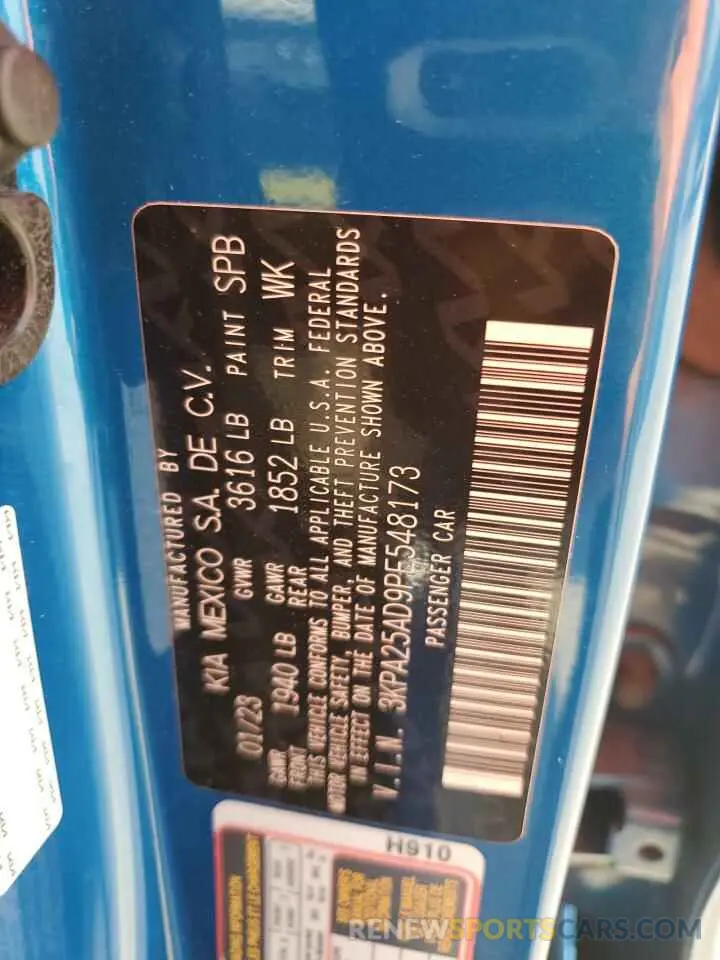 MANUFACTURED BY
KIA MEXICO S.A. DE C.V.
01/23 GVWR 3616 LB PAINT SPB
GAWR FRONT 1940 LB GAWR REAR 1852 LB TRIM WK
THIS VEHICLE CONFORMS TO ALL APPLICABLE U.S.A. FEDERAL
MOTOR VEHICLE SAFETY, BUMPER, AND THEFT PREVENTION STANDARDS
IN EFFECT ON THE DATE OF MANUFACTURE SHOWN ABOVE.
V.I.N. 3KPA25AD9PE548173
PASSENGER CAR
H910
RENEWSPORTCAR.COM